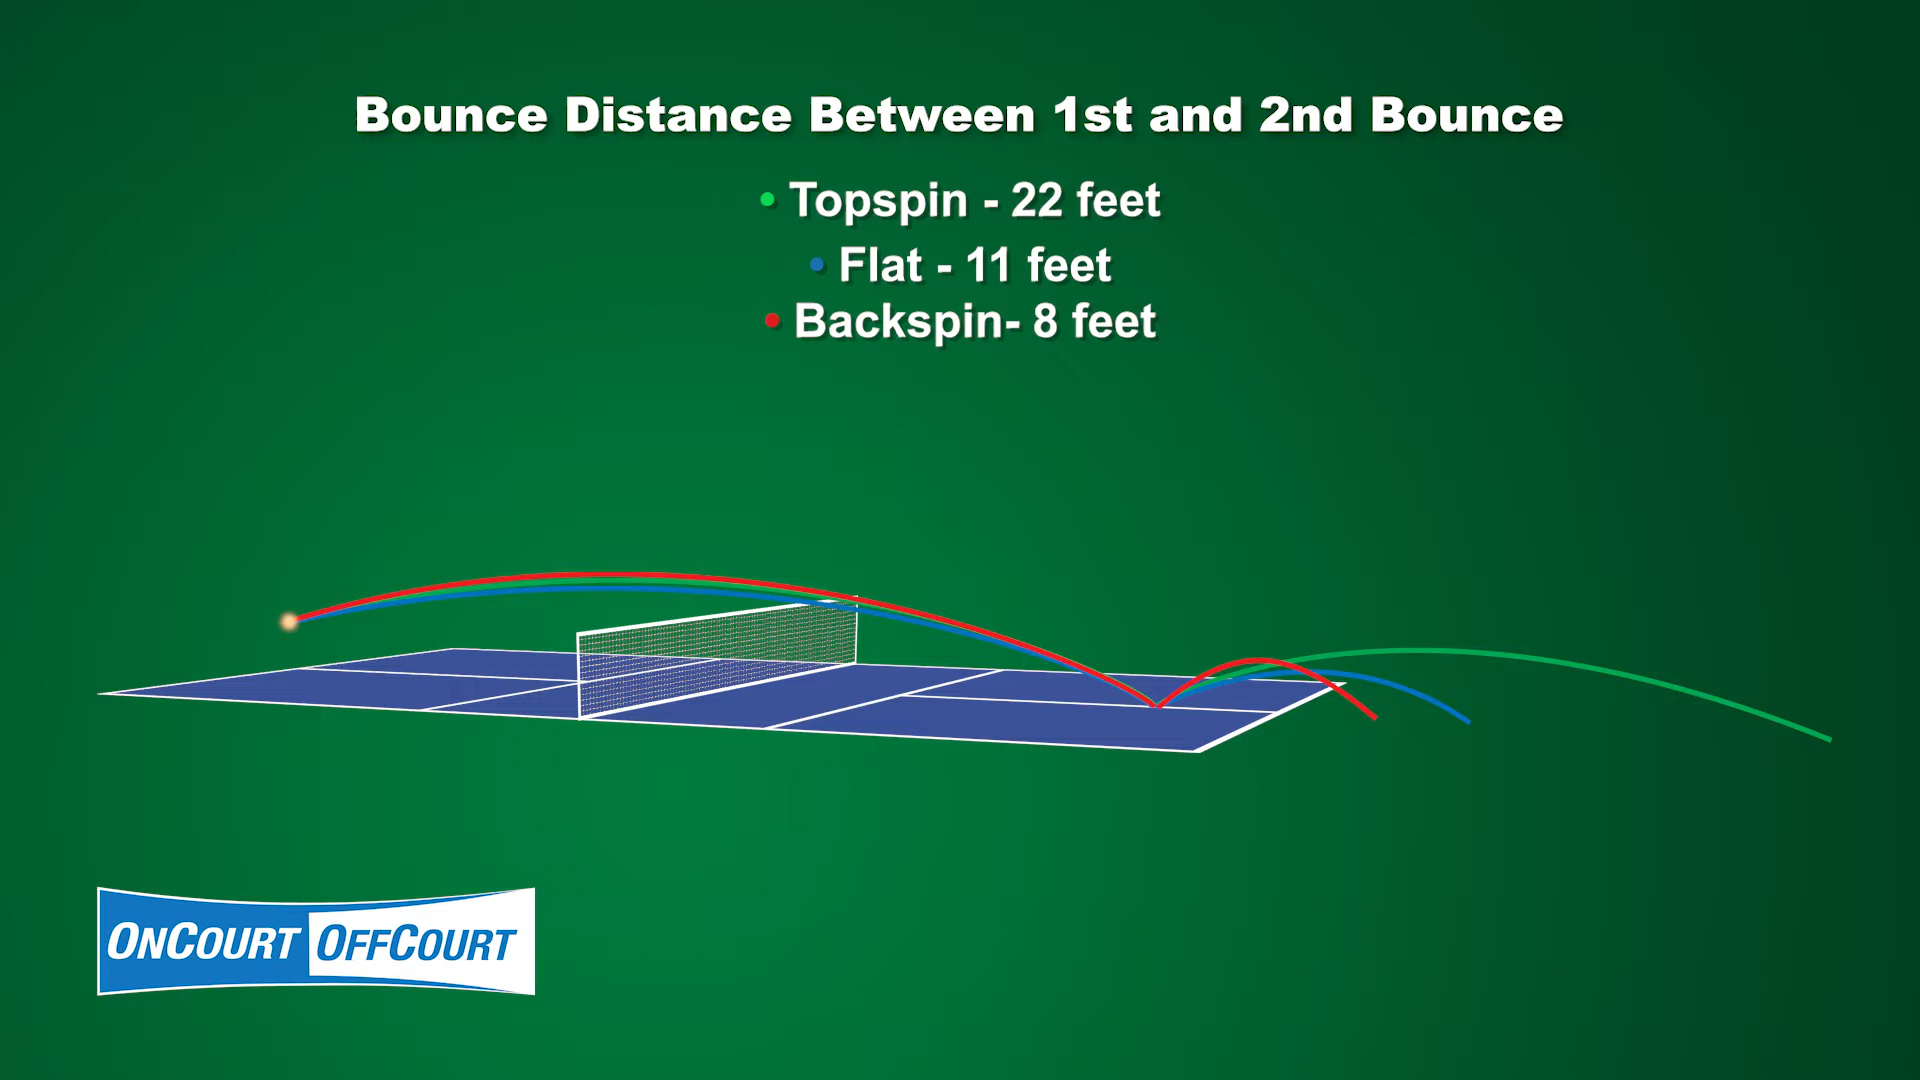 Bounce Distance Between 1st and 2nd Bounce
• Topspin - 22 feet
• Flat - 11 feet
• Backspin- 8 feet
ONCOURT OFFCOURT